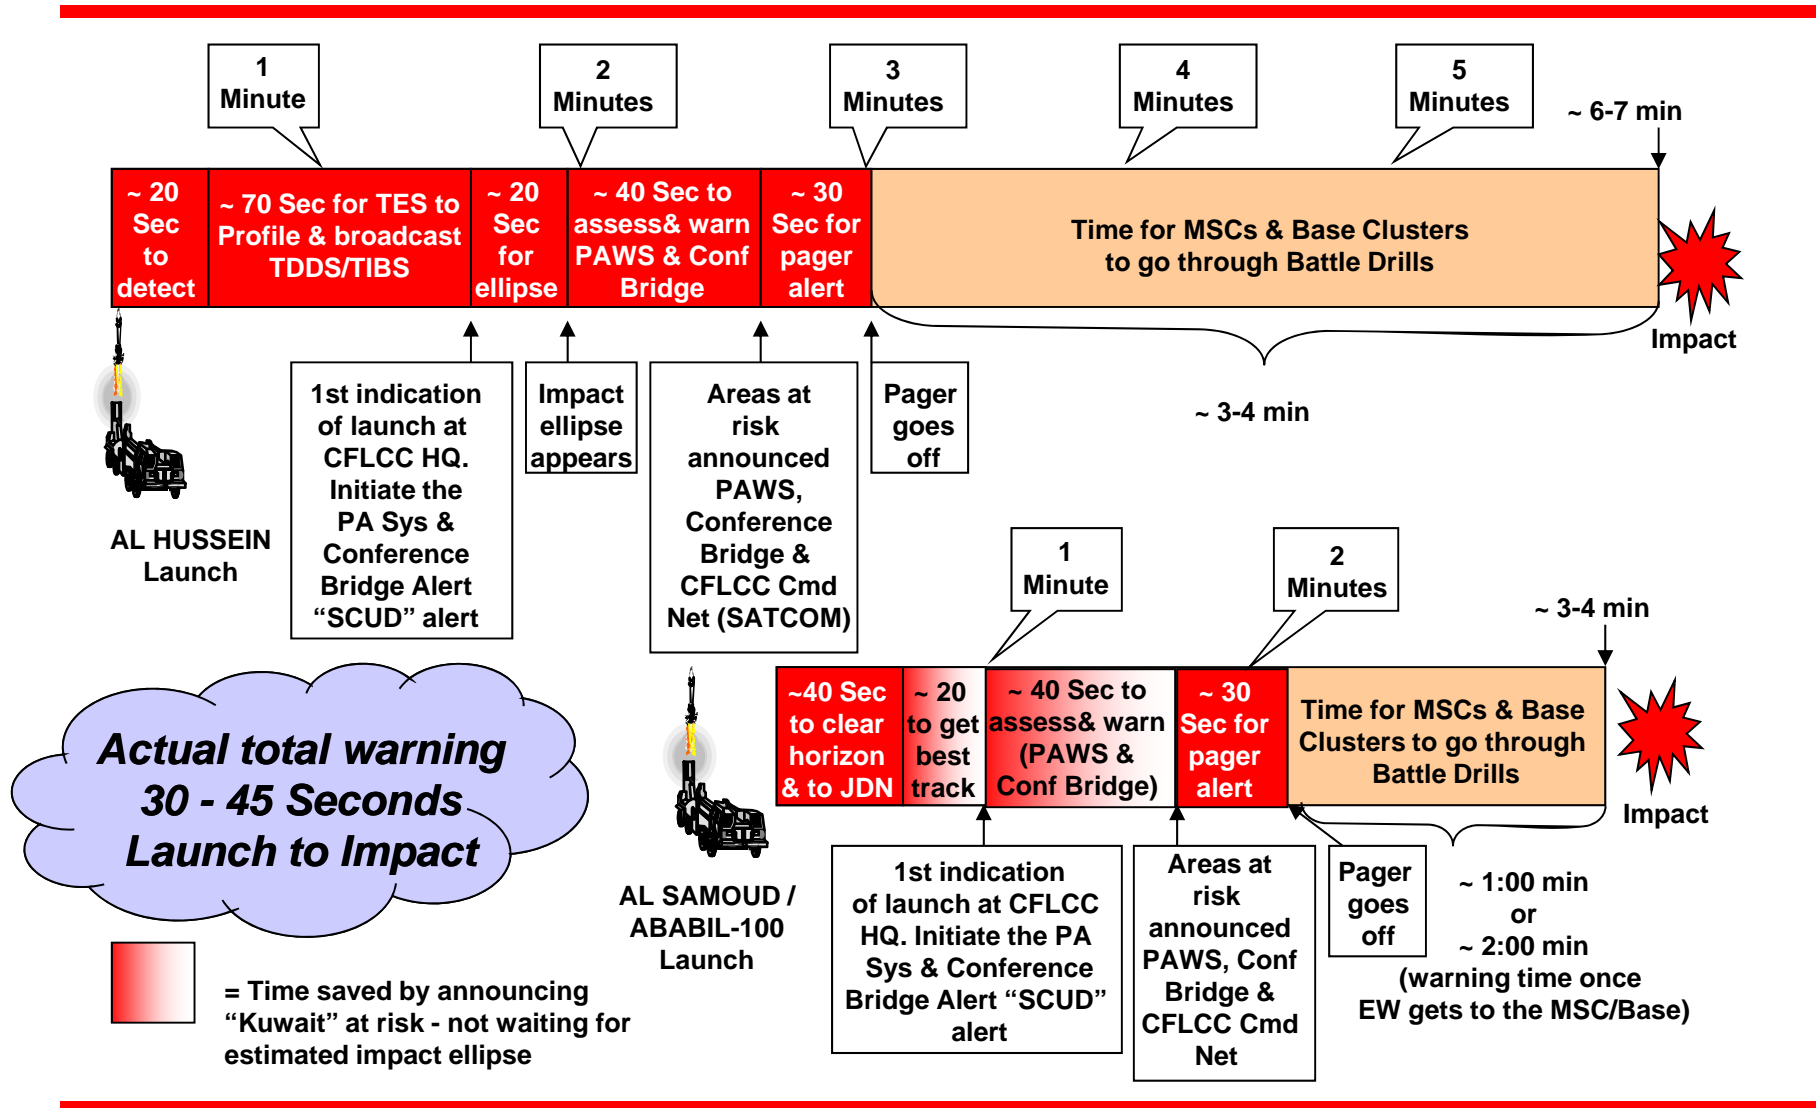 1
Minute
2
Minutes
3
Minutes
4
Minutes
5
Minutes
~ 6-7 min
~ 20
Sec
to
detect
~ 70 Sec for TES to
Profile & broadcast
TDDS/TIBS
~ 20
Sec
for
ellipse
~ 40 Sec to
assess& warn
PAWS & Conf
Bridge
~ 30
Sec for
pager
alert
Time for MSCs & Base Clusters
to go through Battle Drills
Impact
AL HUSSEIN
Launch
1st indication
of launch at
CFLCC HQ.
Initiate the
PA Sys &
Conference
Bridge Alert
“SCUD” alert
Impact
ellipse
appears
Areas at
risk
announced
PAWS,
Conference
Bridge &
CFLCC Cmd
Net (SATCOM)
Pager
goes
off
~ 3-4 min
1
Minute
2
Minutes
~ 3-4 min
~40 Sec
to clear
horizon
& to JDN
~ 20
to get
best
track
~ 40 Sec to
assess& warn
(PAWS &
Conf Bridge)
~ 30
Sec for
pager
alert
Time for MSCs & Base
Clusters to go through
Battle Drills
Impact
Actual total warning
30 - 45 Seconds
Launch to Impact
AL SAMOUD /
ABABIL-100
Launch
1st indication
of launch at CFLCC
HQ. Initiate the PA
Sys & Conference
Bridge Alert “SCUD”
alert
Areas at
risk
announced
PAWS, Conf
Bridge &
CFLCC Cmd
Net
Pager
goes
off
~ 1:00 min
or
~ 2:00 min
(warning time once
EW gets to the MSC/Base)
= Time saved by announcing
“Kuwait” at risk - not waiting for
estimated impact ellipse